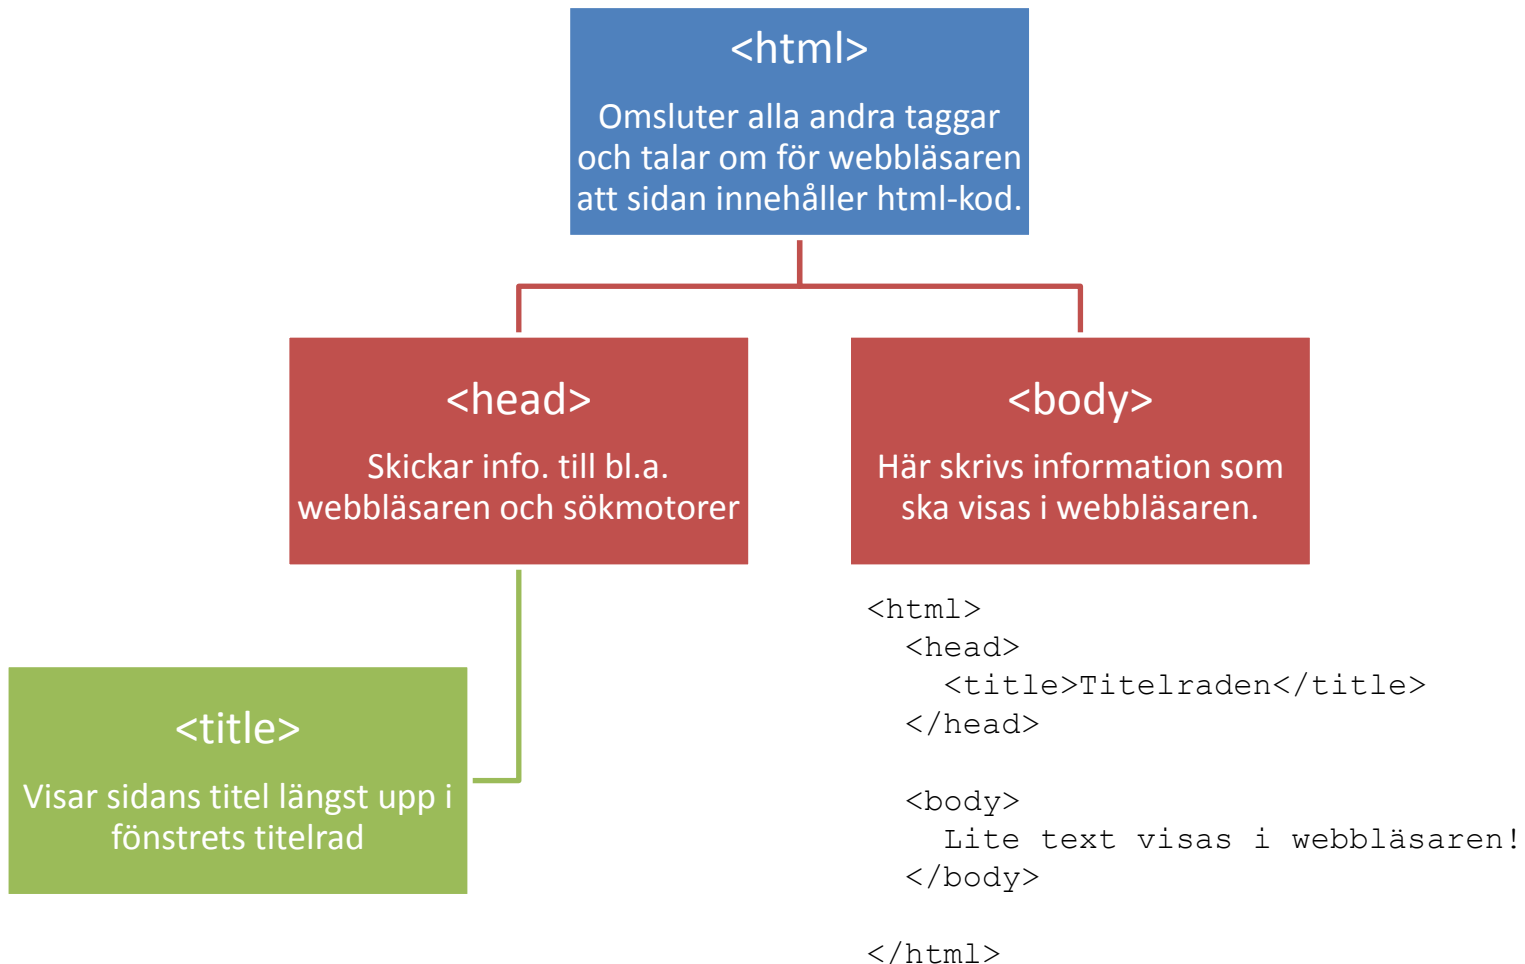 <html>
Omsluter alla andra taggar
och talar om för webbläsaren
att sidan innehåller html-kod.
<head>
Skickar info. till bl.a.
webbläsaren och sökmotorer
<body>
Här skrivs information som
ska visas i webbläsaren.
<title>
Visar sidans titel längst upp i
fönstrets titelrad
<html>
  <head>
    <title>Titelraden</title>
  </head>
  <body>
    Lite text visas i webbläsaren!
  </body>
</html>